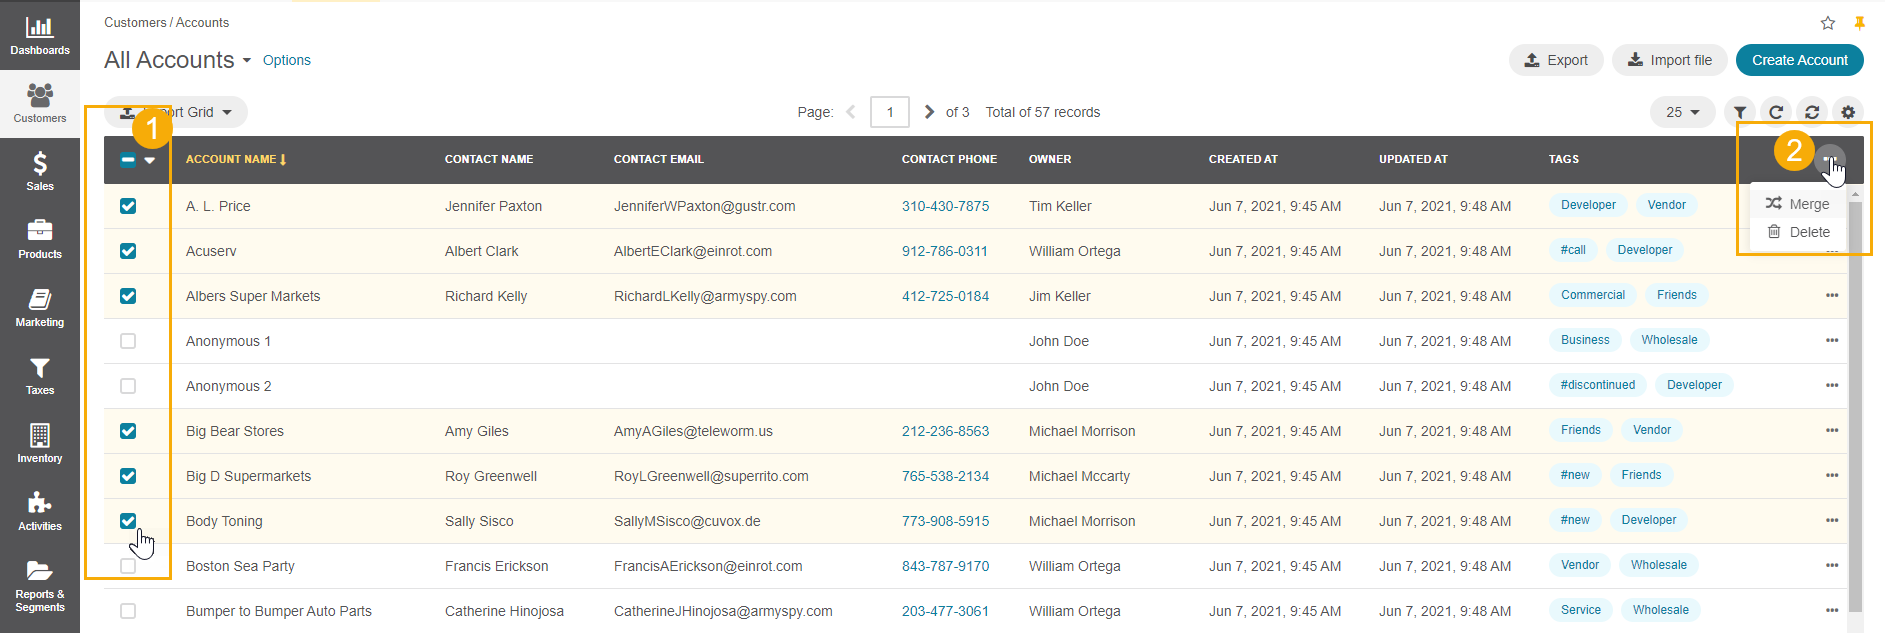 Dashboards
Customers
Sales
Products
Marketing
Taxes
Inventory
Activities
Reports &
Segments
Customers / Accounts
All Accounts Options
Export Import file Create Account
Grid Page: 1 of 3 Total of 57 records 25
1
2
ACCOUNT NAME CONTACT NAME CONTACT EMAIL CONTACT PHONE OWNER CREATED AT UPDATED AT TAGS
Merge
Delete
A. L. Price Jennifer Paxton JenniferWPaxton@gustr.com 310-430-7875 Tim Keller Jun 7, 2021, 9:45 AM Jun 7, 2021, 9:48 AM Developer Vendor
Acuserv Albert Clark AlbertEClark@einrot.com 912-786-0311 William Ortega Jun 7, 2021, 9:45 AM Jun 7, 2021, 9:48 AM #call Developer
Albers Super Markets Richard Kelly RichardLKelly@armyspy.com 412-725-0184 Jim Keller Jun 7, 2021, 9:45 AM Jun 7, 2021, 9:48 AM Commercial Friends
Anonymous 1 John Doe Jun 7, 2021, 9:45 AM Jun 7, 2021, 9:48 AM Business Wholesale
Anonymous 2 John Doe Jun 7, 2021, 9:45 AM Jun 7, 2021, 9:48 AM #discontinued Developer
Big Bear Stores Amy Giles AmyAGiles@teleworm.us 212-236-8563 Michael Morrison Jun 7, 2021, 9:45 AM Jun 7, 2021, 9:48 AM Friends Vendor
Big D Supermarkets Roy Greenwell RoyLGreenwell@superrito.com 765-538-2134 Michael Mccarty Jun 7, 2021, 9:45 AM Jun 7, 2021, 9:48 AM #new Friends
Body Toning Sally Sisco SallyMSisco@cuvox.de 773-908-5915 Michael Morrison Jun 7, 2021, 9:45 AM Jun 7, 2021, 9:48 AM #new Developer
Boston Sea Party Francis Erickson FrancisAErickson@einrot.com 843-787-9170 William Ortega Jun 7, 2021, 9:45 AM Jun 7, 2021, 9:48 AM Vendor Wholesale
Bumper to Bumper Auto Parts Catherine Hinojosa CatherineJHinojosa@armyspy.com 203-477-3061 William Ortega Jun 7, 2021, 9:45 AM Jun 7, 2021, 9:48 AM Service Wholesale